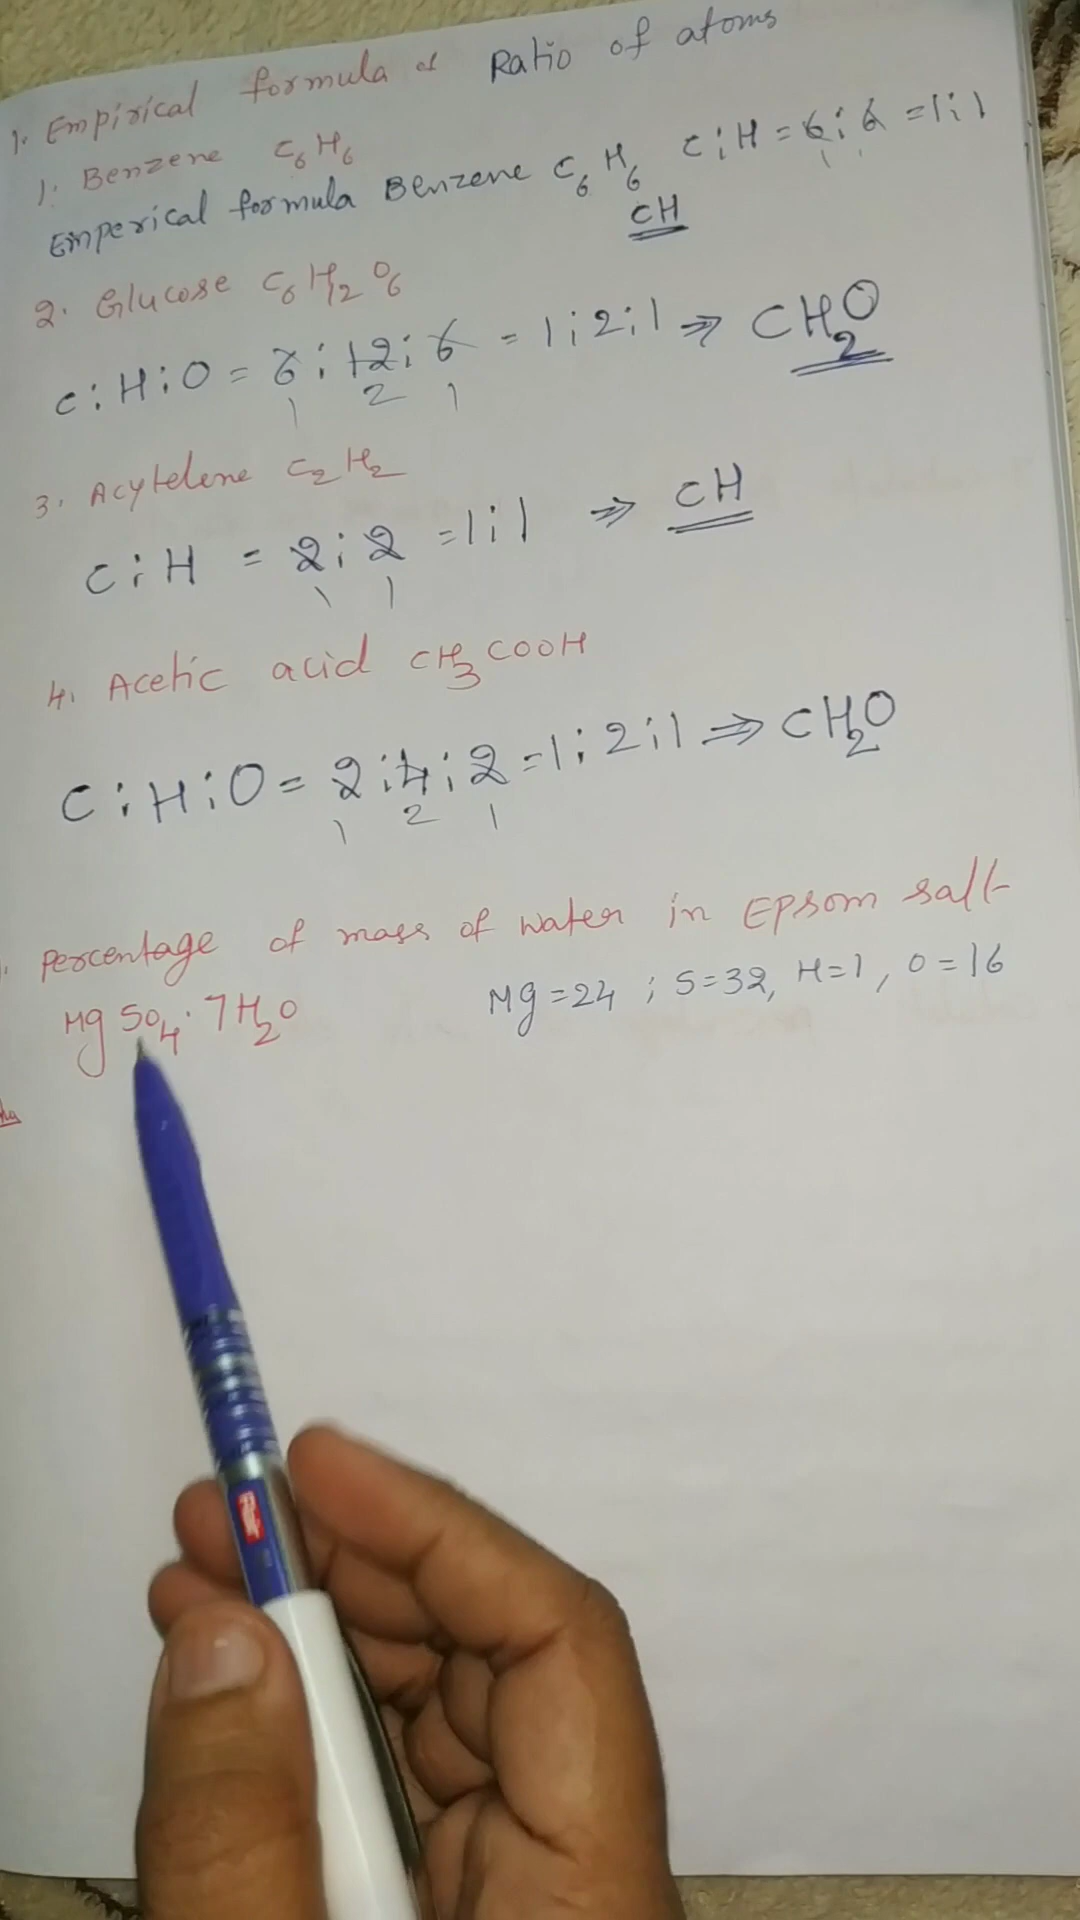 1. Empirical formula of Ratio of atoms
1. Benzene C6H6
Emperical formula Benzene C6H6 C:H = 6:6 = 1:1
1 1
CH
2. Glucose C6H12O6
C:H:O = 6:12:6 = 1:2:1 ⇒ CH2O
1 2 1
3. Acytelene C2H2
C:H = 2:2 = 1:1 ⇒ CH
1 1
4. Acetic acid CH3COOH
C:H:O = 2:4:2 = 1:2:1 ⇒ CH2O
1 2 1
Percentage of mass of water in Epsom salt
MgSO4.7H2O Mg=24 ; S=32, H=1, O=16